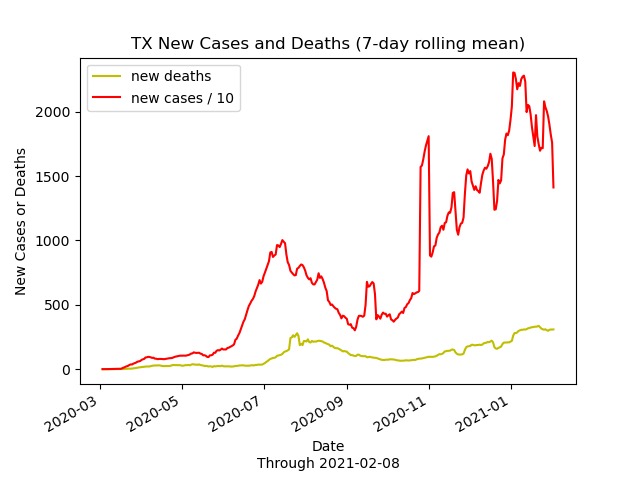 TX New Cases and Deaths (7-day rolling mean)
new deaths
new cases / 10
2000
1500
1000
500
0
New Cases or Deaths
2020-03
2020-05
2020-07
2020-09
2020-11
2021-01
Date
Through 2021-02-08